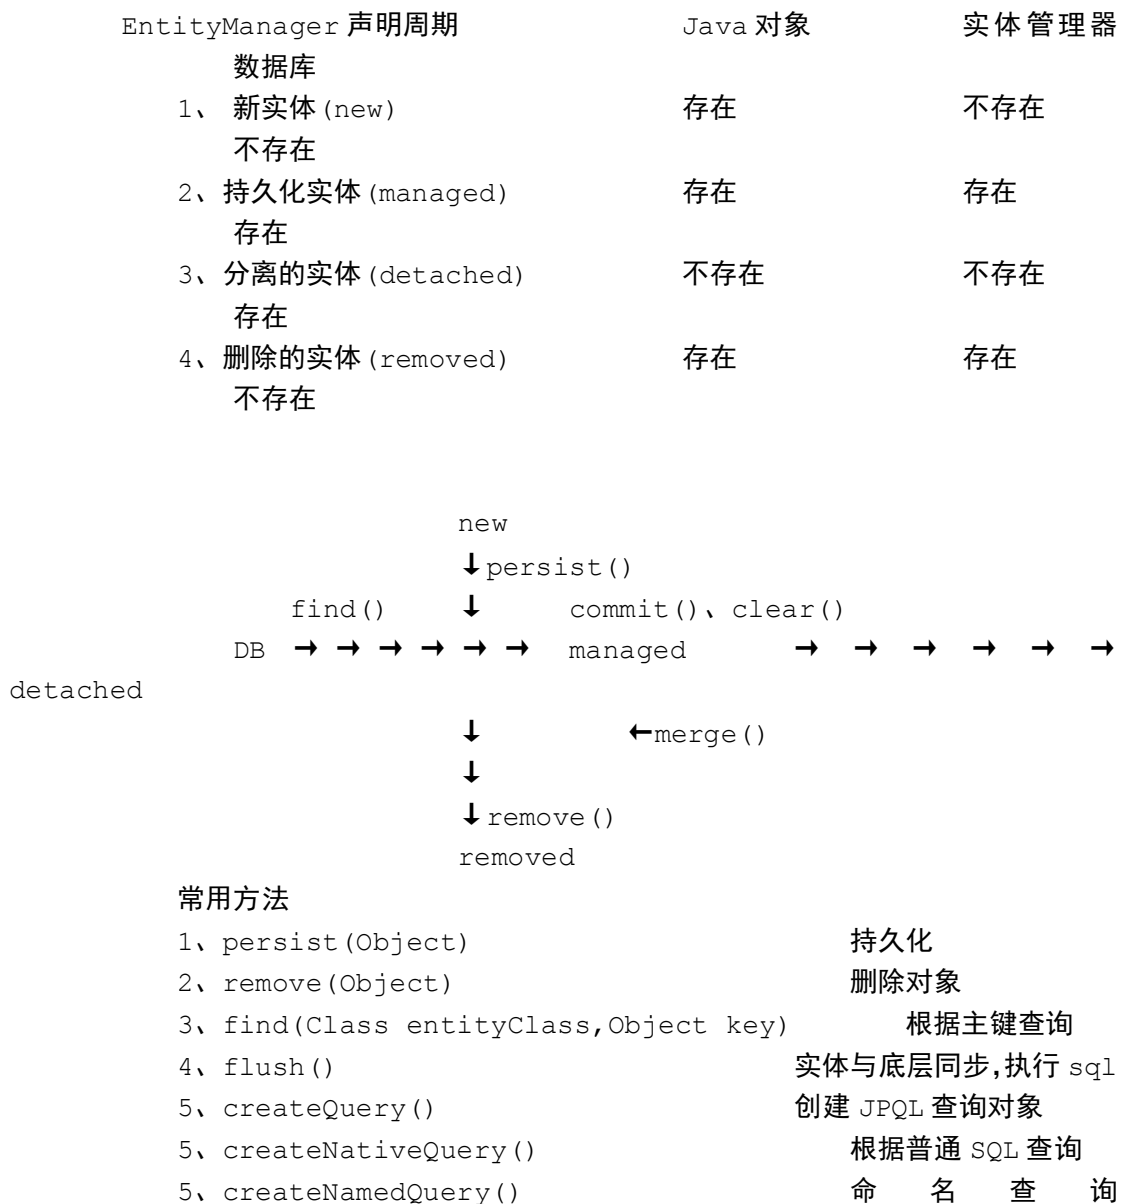 EntityManager 声明周期 Java 对象 实体管理器
数据库
1、 新实体(new) 存在 不存在
不存在
2、持久化实体(managed) 存在 存在
存在
3、分离的实体(detached) 不存在 不存在
存在
4、删除的实体(removed) 存在 存在
不存在
new
↓persist()
find() ↓ commit()、clear()
DB → → → → → → managed → → → → → →
detached
↓ ←merge()
↓
↓remove()
removed
常用方法
1、persist(Object) 持久化
2、remove(Object) 删除对象
3、find(Class entityClass,Object key) 根据主键查询
4、flush() 实体与底层同步,执行 sql
5、createQuery() 创建 JPQL 查询对象
5、createNativeQuery() 根据普通 SQL 查询
5、createNamedQuery() 命名查询